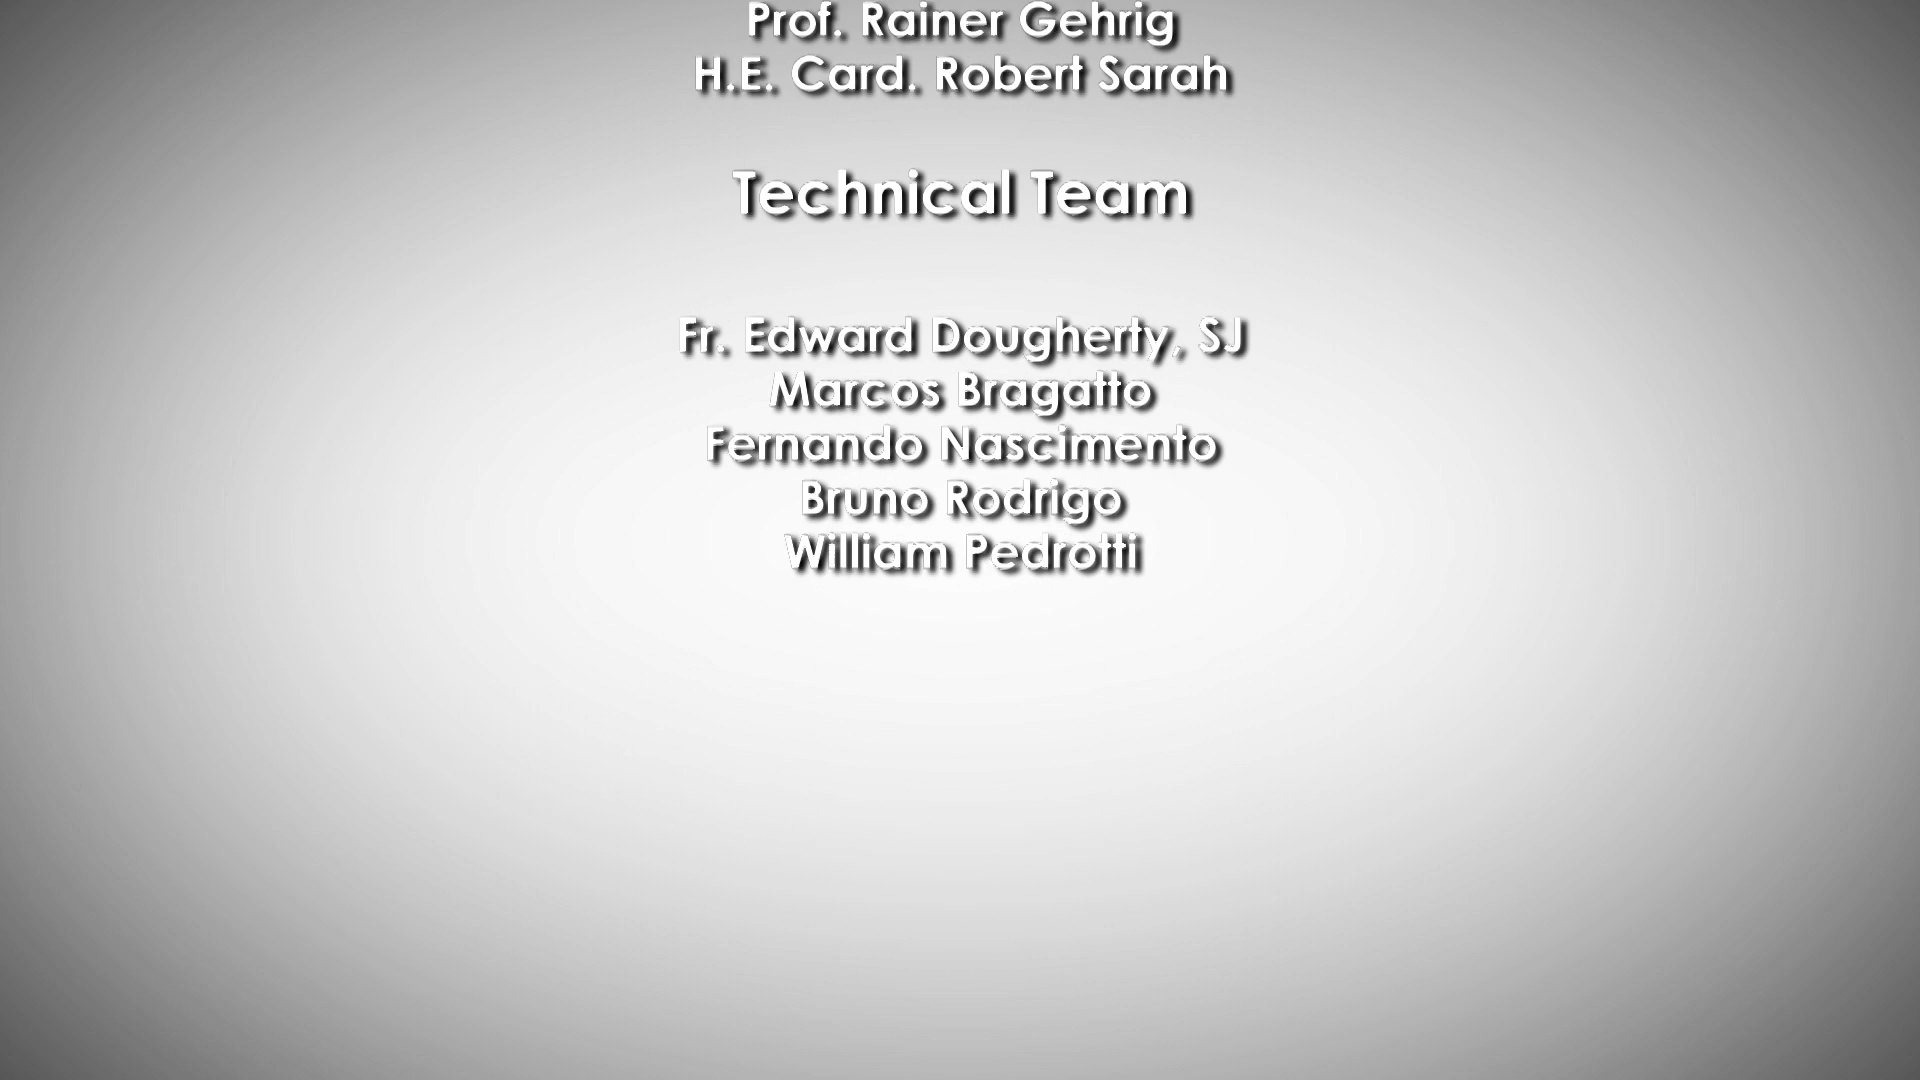 Prof. Rainer Gehrig
H.E. Card. Robert Sarah
Technical Team
Fr. Edward Dougherty, SJ
Marcos Bragatto
Fernando Nascimento
Bruno Rodrigo
William Pedrotti